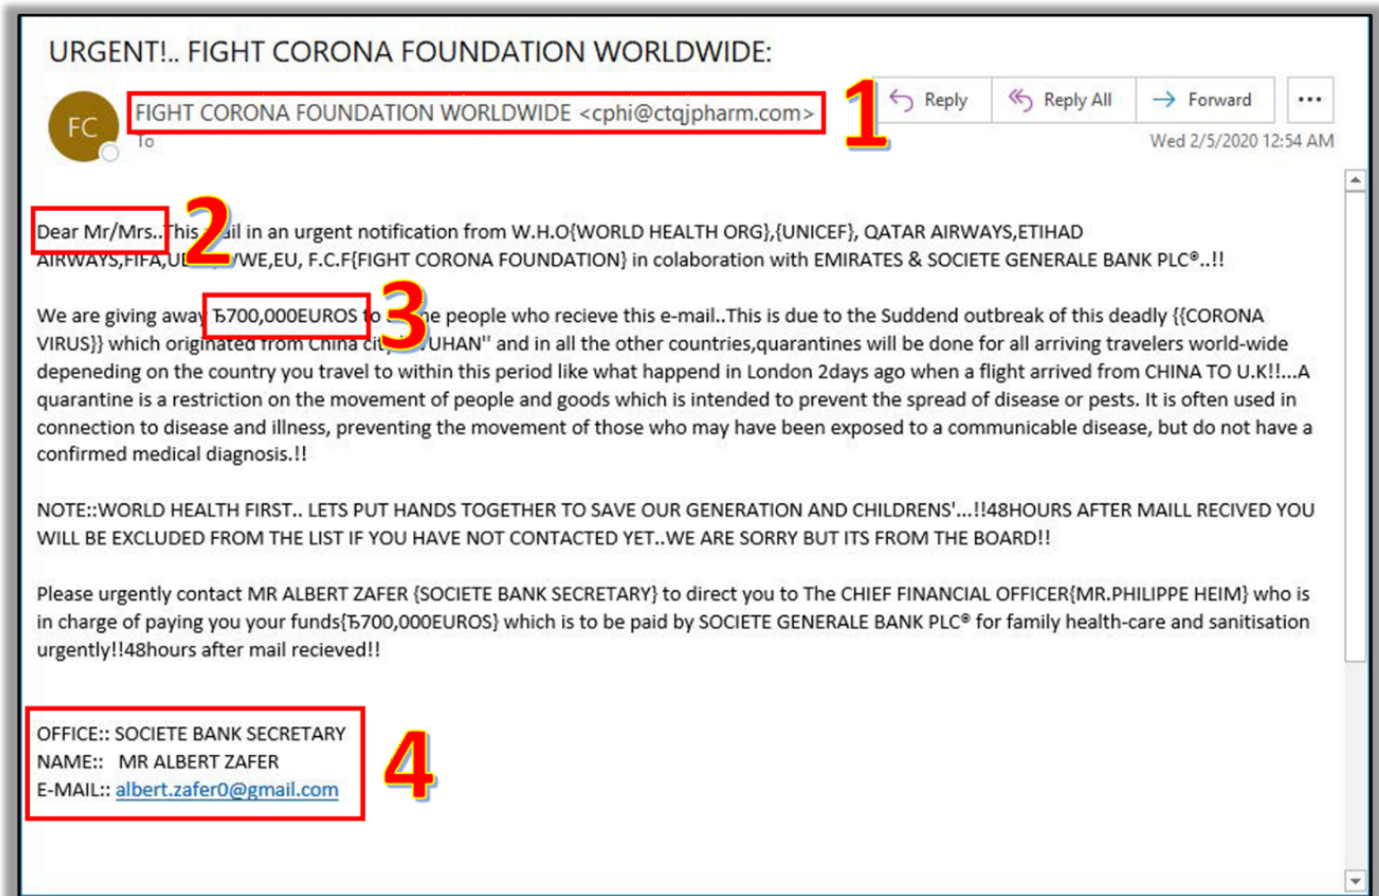 URGENT!.. FIGHT CORONA FOUNDATION WORLDWIDE:
FC
FIGHT CORONA FOUNDATION WORLDWIDE <cphi@ctqjpharm.com>
1
Reply
Reply All
Forward
To
Wed 2/5/2020 12:54 AM
2
Dear Mr/Mrs..This in an urgent notification from W.H.O{WORLD HEALTH ORG},{UNICEF}, QATAR AIRWAYS,ETIHAD
AIRWAYS,FIFA, F.C.F{FIGHT CORONA FOUNDATION} in colaboration with EMIRATES & SOCIETE GENERALE BANK PLC®..!!
3
We are giving away Ђ700,000EUROS people who recieve this e-mail..This is due to the Suddend outbreak of this deadly {{CORONA
VIRUS}} which originated from China and in all the other countries,quarantines will be done for all arriving travelers world-wide
depeneding on the country you travel to within this period like what happend in London 2days ago when a flight arrived from CHINA TO U.K!!...A
quarantine is a restriction on the movement of people and goods which is intended to prevent the spread of disease or pests. It is often used in
connection to disease and illness, preventing the movement of those who may have been exposed to a communicable disease, but do not have a
confirmed medical diagnosis.!!
NOTE::WORLD HEALTH FIRST.. LETS PUT HANDS TOGETHER TO SAVE OUR GENERATION AND CHILDRENS'...!!48HOURS AFTER MAILL RECIVED YOU
WILL BE EXCLUDED FROM THE LIST IF YOU HAVE NOT CONTACTED YET..WE ARE SORRY BUT ITS FROM THE BOARD!!
Please urgently contact MR ALBERT ZAFER {SOCIETE BANK SECRETARY} to direct you to The CHIEF FINANCIAL OFFICER{MR.PHILIPPE HEIM} who is
in charge of paying you your funds{Ђ700,000EUROS} which is to be paid by SOCIETE GENERALE BANK PLC® for family health-care and sanitisation
urgently!!48hours after mail recieved!!
OFFICE:: SOCIETE BANK SECRETARY
NAME:: MR ALBERT ZAFER
E-MAIL:: albert.zafer0@gmail.com
4